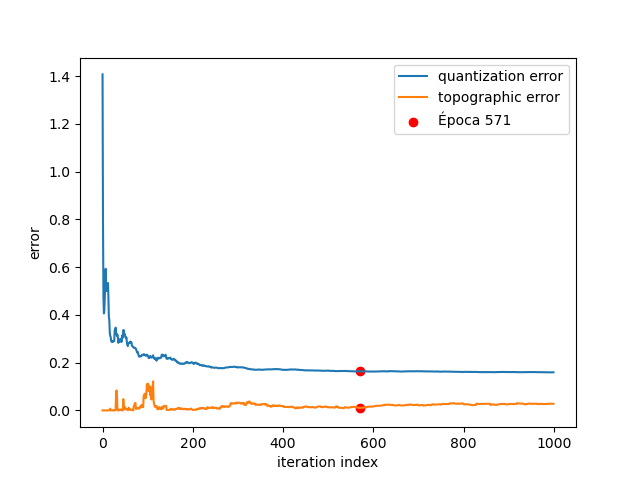 quantization error
topographic error
Época 571
1.4
1.2
1.0
0.8
0.6
0.4
0.2
0.0
error
0 200 400 600 800 1000
iteration index